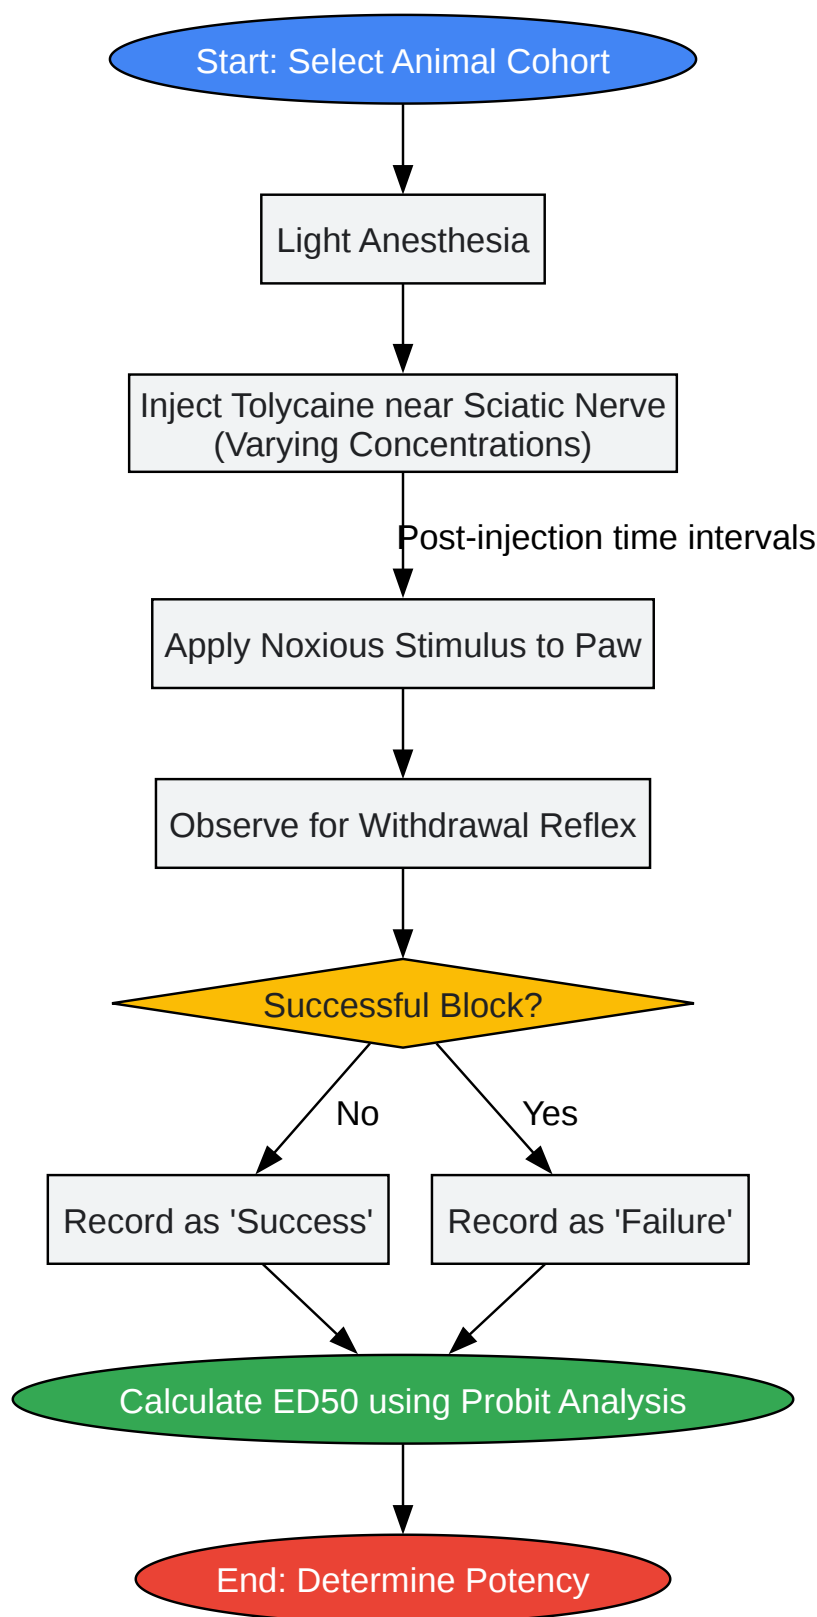 Start: Select Animal Cohort
Light Anesthesia
Inject Tolycaine near Sciatic Nerve
(Varying Concentrations)
Post-injection time intervals
Apply Noxious Stimulus to Paw
Observe for Withdrawal Reflex
Successful Block?
No
Yes
Record as 'Success'
Record as 'Failure'
Calculate ED50 using Probit Analysis
End: Determine Potency